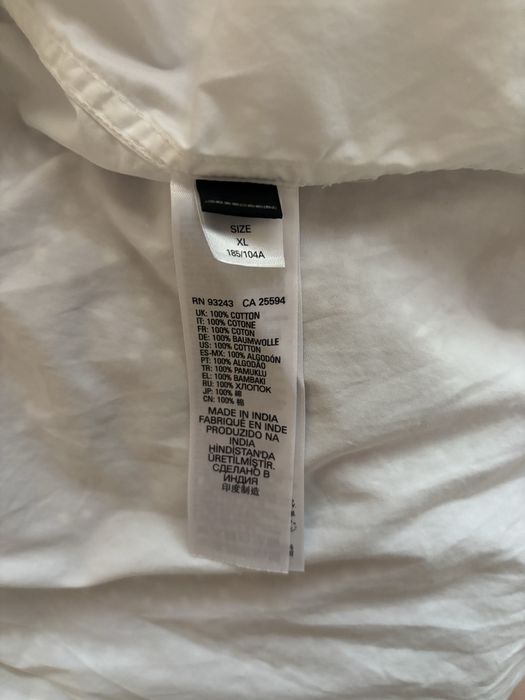 SIZE
XL
185/104A
RN 93243 CA 25594
UK: 100% COTTON
IT: 100% COTONE
FR: 100% COTON
DE: 100% BAUMWOLLE
US: 100% COTTON
ES-MX: 100% ALGODÓN
PT: 100% ALGODÃO
TR: 100% PAMUKLU
EL: 100% BAMBAKI
RU: 100% ХЛОПОК
JP: 100% 綿
CN: 100% 棉
MADE IN INDIA
FABRIQUÉ EN INDE
PRODUZIDO NA
INDIA
HİNDİSTAN'DA
ÜRETİLMİŞTİR.
СДЕЛАНО В
ИНДИЯ
印度制造